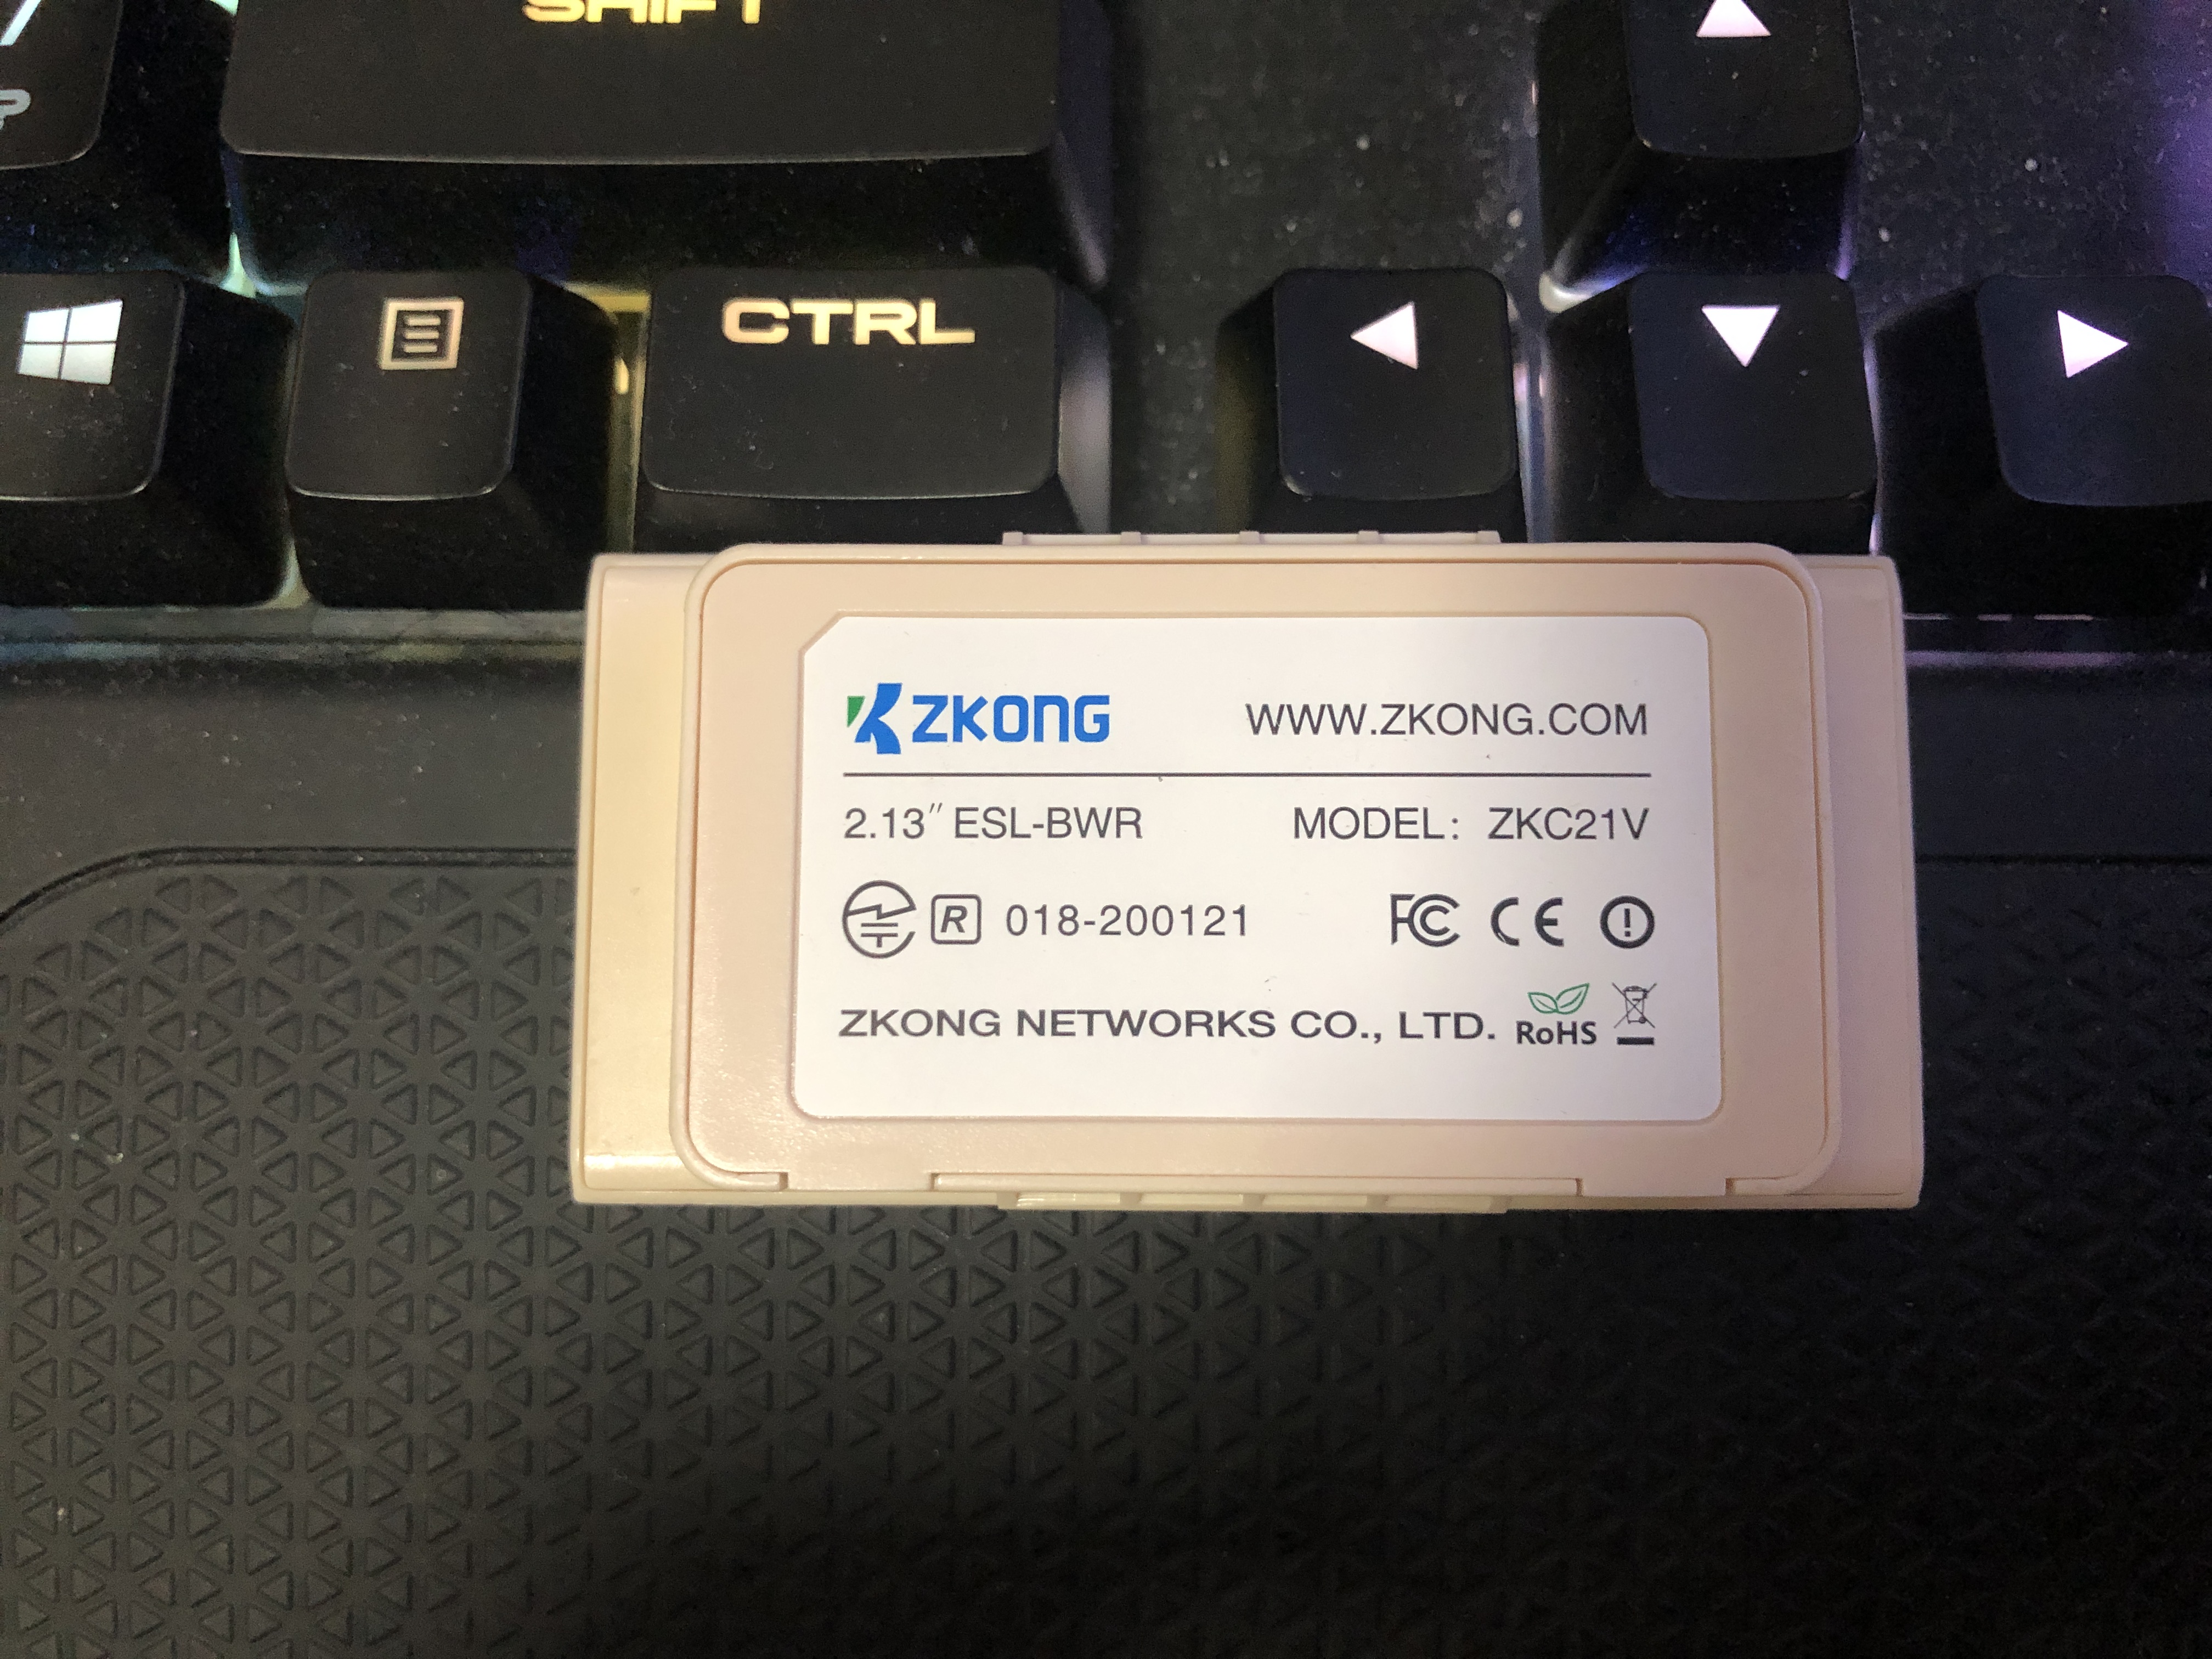 SHIFT
CTRL
ZKONG WWW.ZKONG.COM
2.13" ESL-BWR MODEL: ZKC21V
R 018-200121 FC CE
ZKONG NETWORKS CO., LTD. RoHS